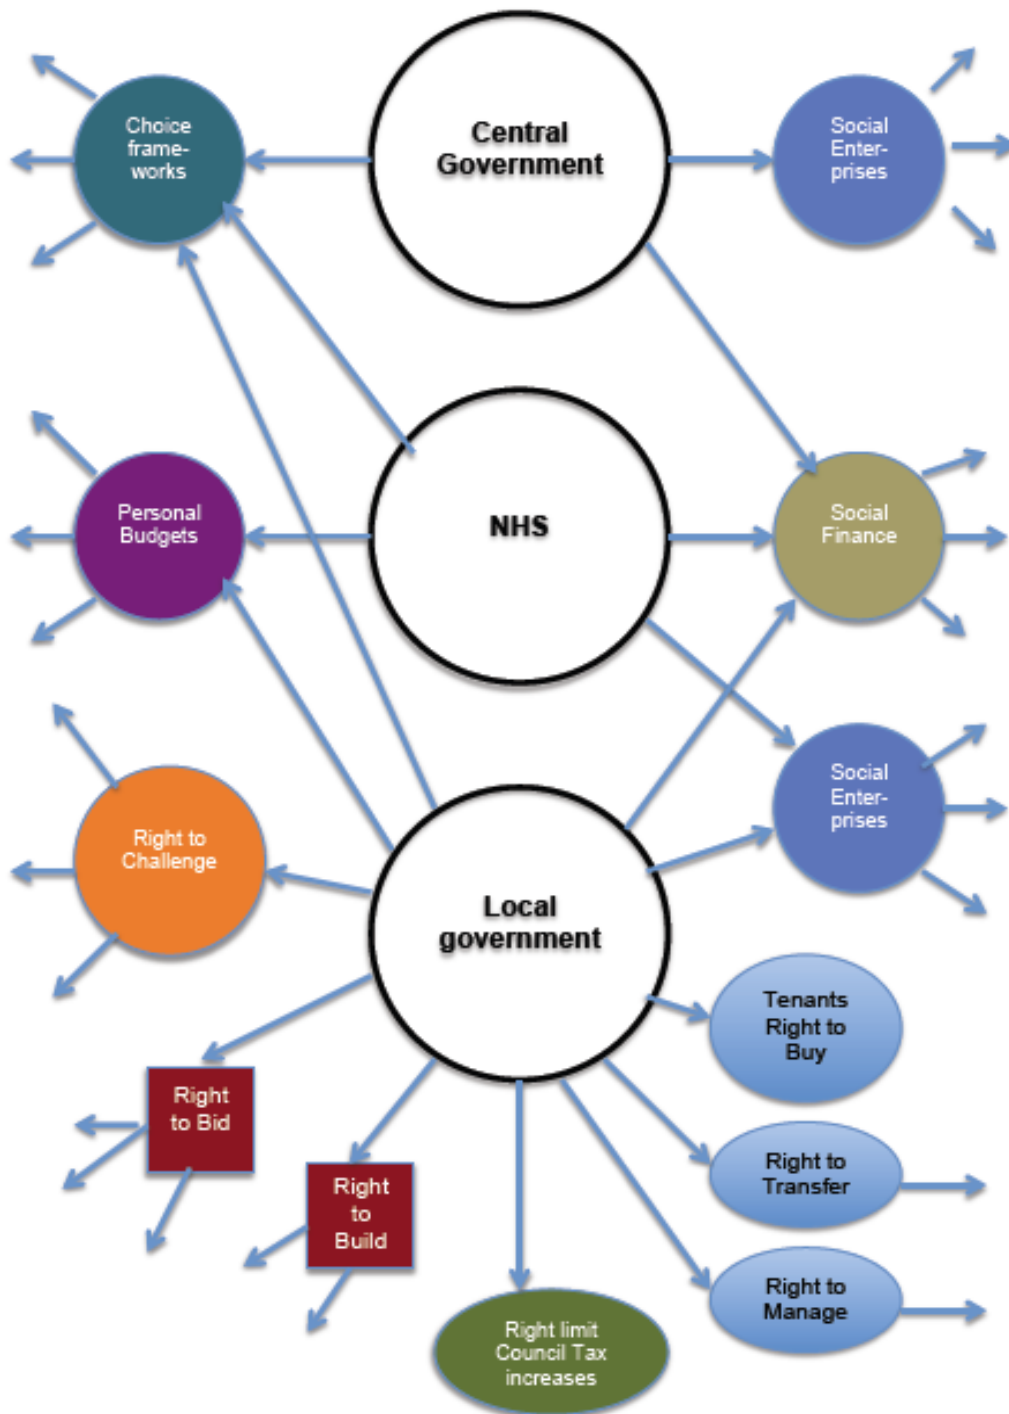 Choice
frame-
works
Central
Government
Social
Enter-
prises
Personal
Budgets
NHS
Social
Finance
Right to
Challenge
Local
government
Social
Enter-
prises
Tenants
Right to
Buy
Right
to Bid
Right
to
Build
Right to
Transfer
Right to
Manage
Right limit
Council Tax
increases